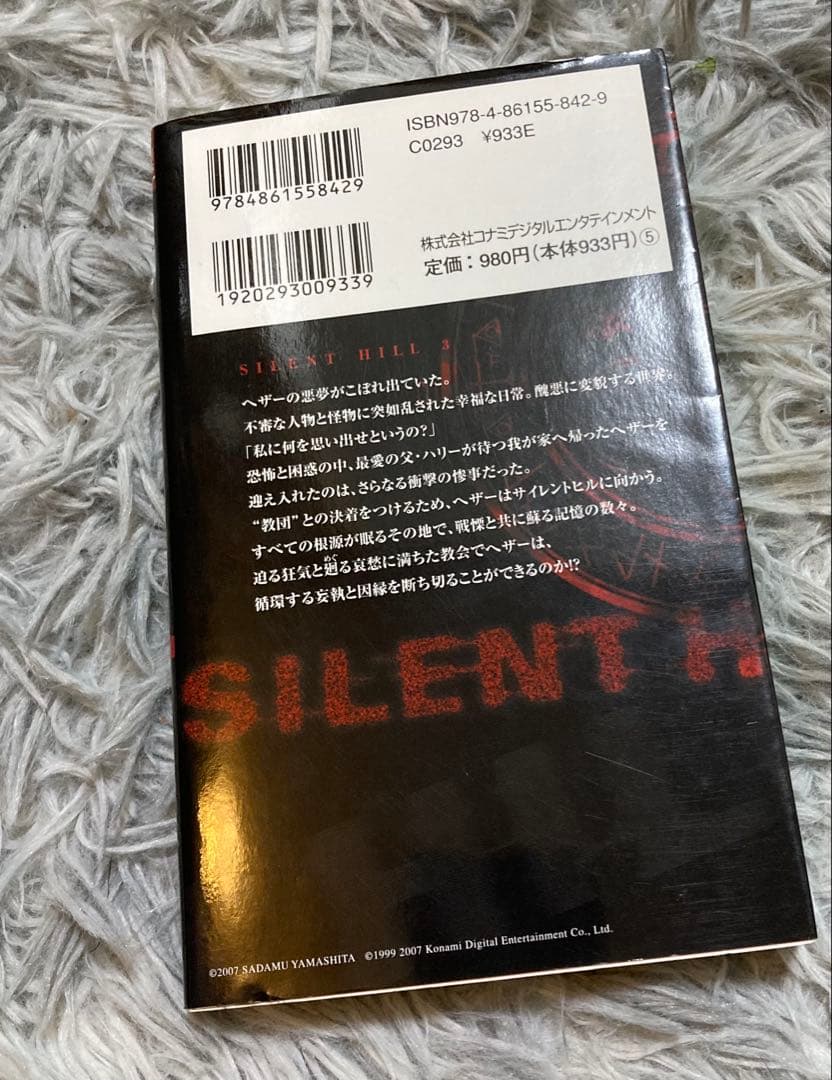 ISBN978-4-86155-842-9
C0293 ¥933E
9784861558429
1920293009339
株式会社コナミデジタルエンタテインメント
定価：980円（本体933円）⑤
SILENT HILL 3
ヘザーの悪夢がこぼれ出ていた。
不審な人物と怪物に突如乱された幸福な日常。醜悪に変貌する世界。
「私に何を思い出せというの？」
恐怖と困惑の中、最愛の父・ハリーが待つ我が家へ帰ったヘザーを
迎え入れたのは、さらなる衝撃の惨事だった。
“教団”との決着をつけるため、ヘザーはサイレントヒルに向かう。
すべての根源が眠るその地で、戦慄と共に蘇る記憶の数々。
迫る狂気と廻る哀愁に満ちた教会でヘザーは、
めぐ
循環する妄執と因縁を断ち切ることができるのか!?
SILENT H
©2007 SADAMU YAMASHITA ©1999 2007 Konami Digital Entertainment Co., Ltd.